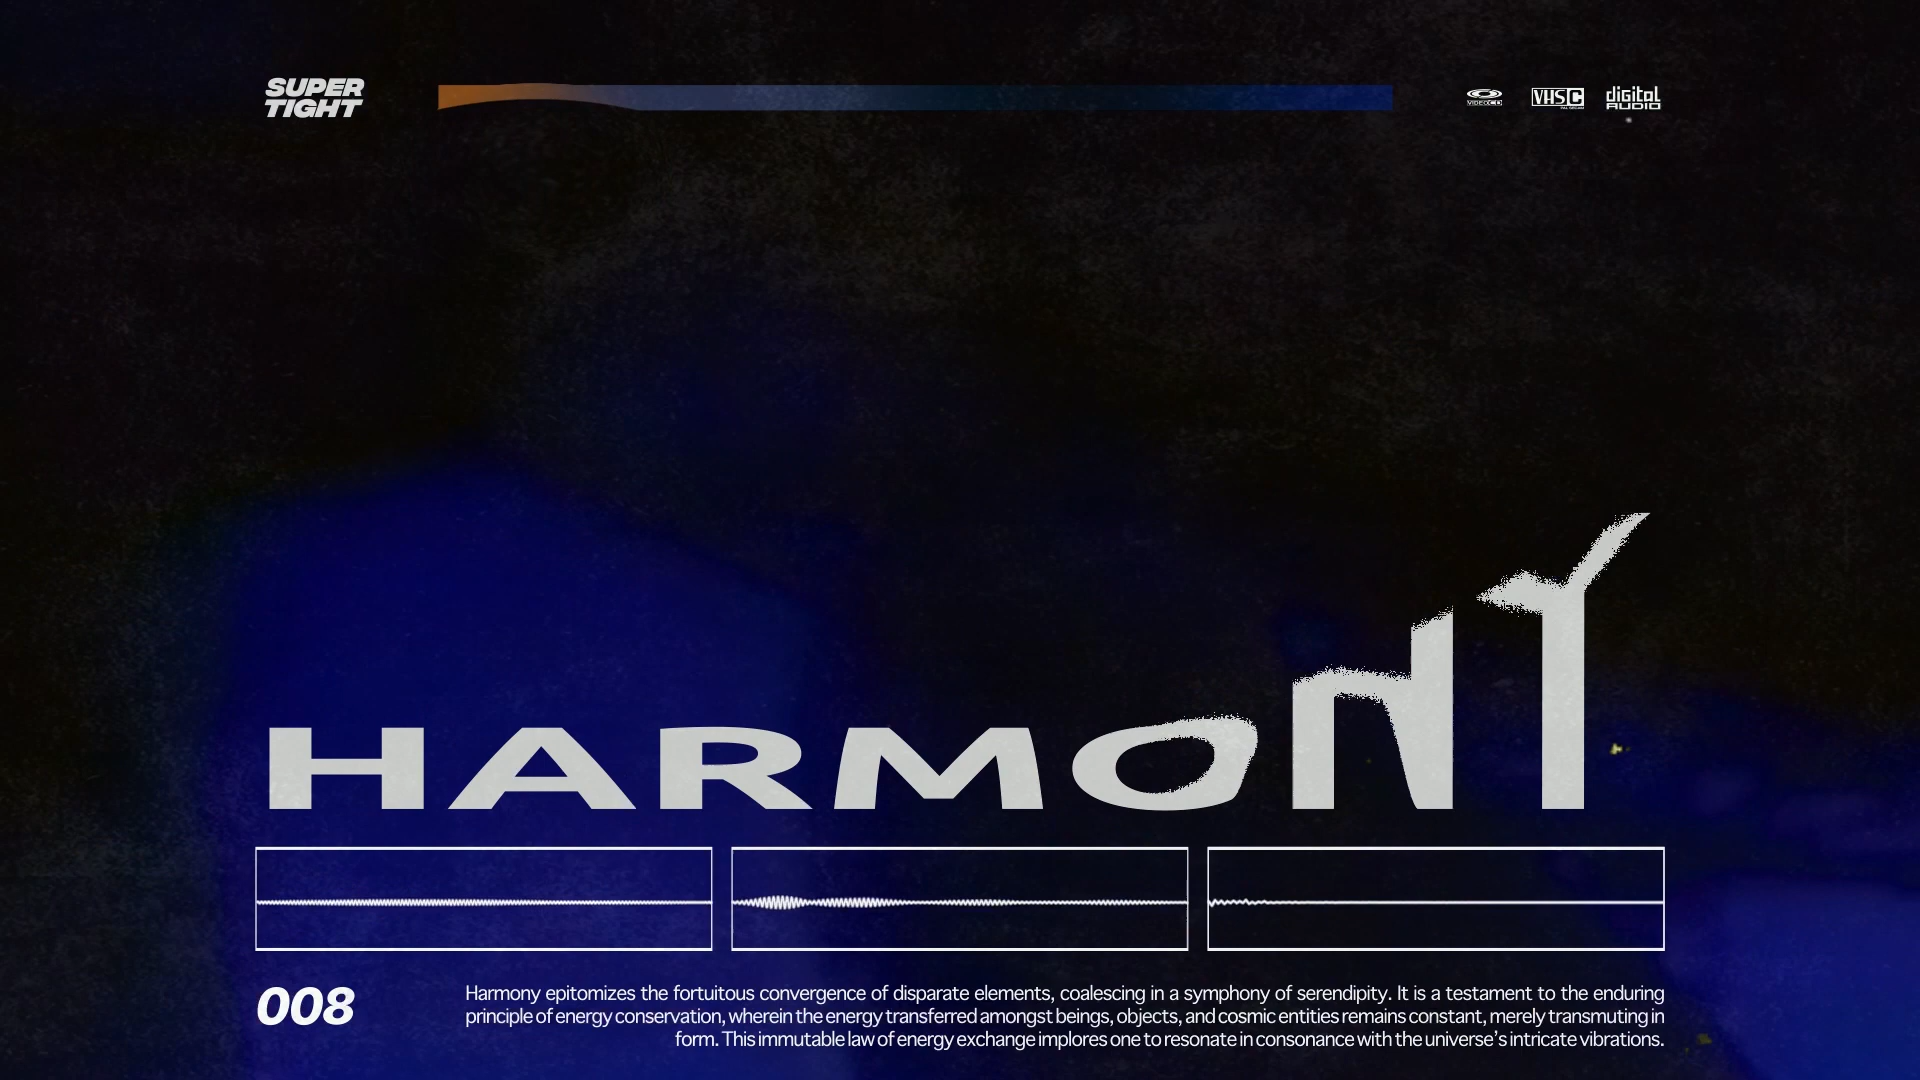 SUPER
TIGHT
VIDEO CD
VHSC
digital
AUDIO
HARMONY
008
Harmony epitomizes the fortuitous convergence of disparate elements, coalescing in a symphony of serendipity. It is a testament to the enduring
principle of energy conservation, wherein the energy transferred amongst beings, objects, and cosmic entities remains constant, merely transmuting in
form. This immutable law of energy exchange implores one to resonate in consonance with the universe’s intricate vibrations.